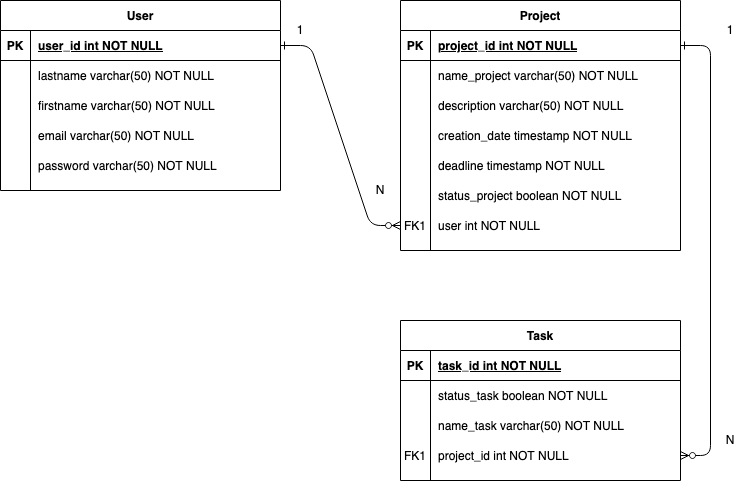 User
PK user_id int NOT NULL
lastname varchar(50) NOT NULL
firstname varchar(50) NOT NULL
email varchar(50) NOT NULL
password varchar(50) NOT NULL
1
N
Project
PK project_id int NOT NULL
name_project varchar(50) NOT NULL
description varchar(50) NOT NULL
creation_date timestamp NOT NULL
deadline timestamp NOT NULL
status_project boolean NOT NULL
FK1 user int NOT NULL
1
N
Task
PK task_id int NOT NULL
status_task boolean NOT NULL
name_task varchar(50) NOT NULL
FK1 project_id int NOT NULL